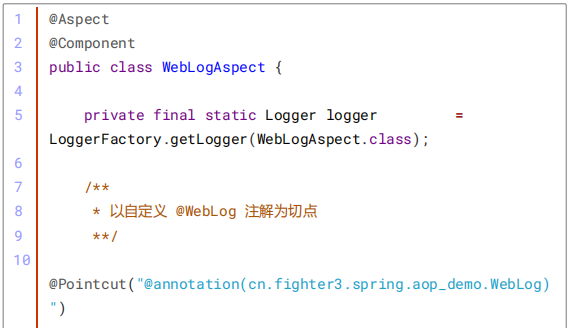 1 @Aspect
2 @Component
3 public class WebLogAspect {
4
5     private final static Logger logger         =
LoggerFactory.getLogger(WebLogAspect.class);
6
7     /**
8      * 以自定义 @WebLog 注解为切点
9      **/
10
@Pointcut("@annotation(cn.fighter3.spring.aop_demo.WebLog)
")